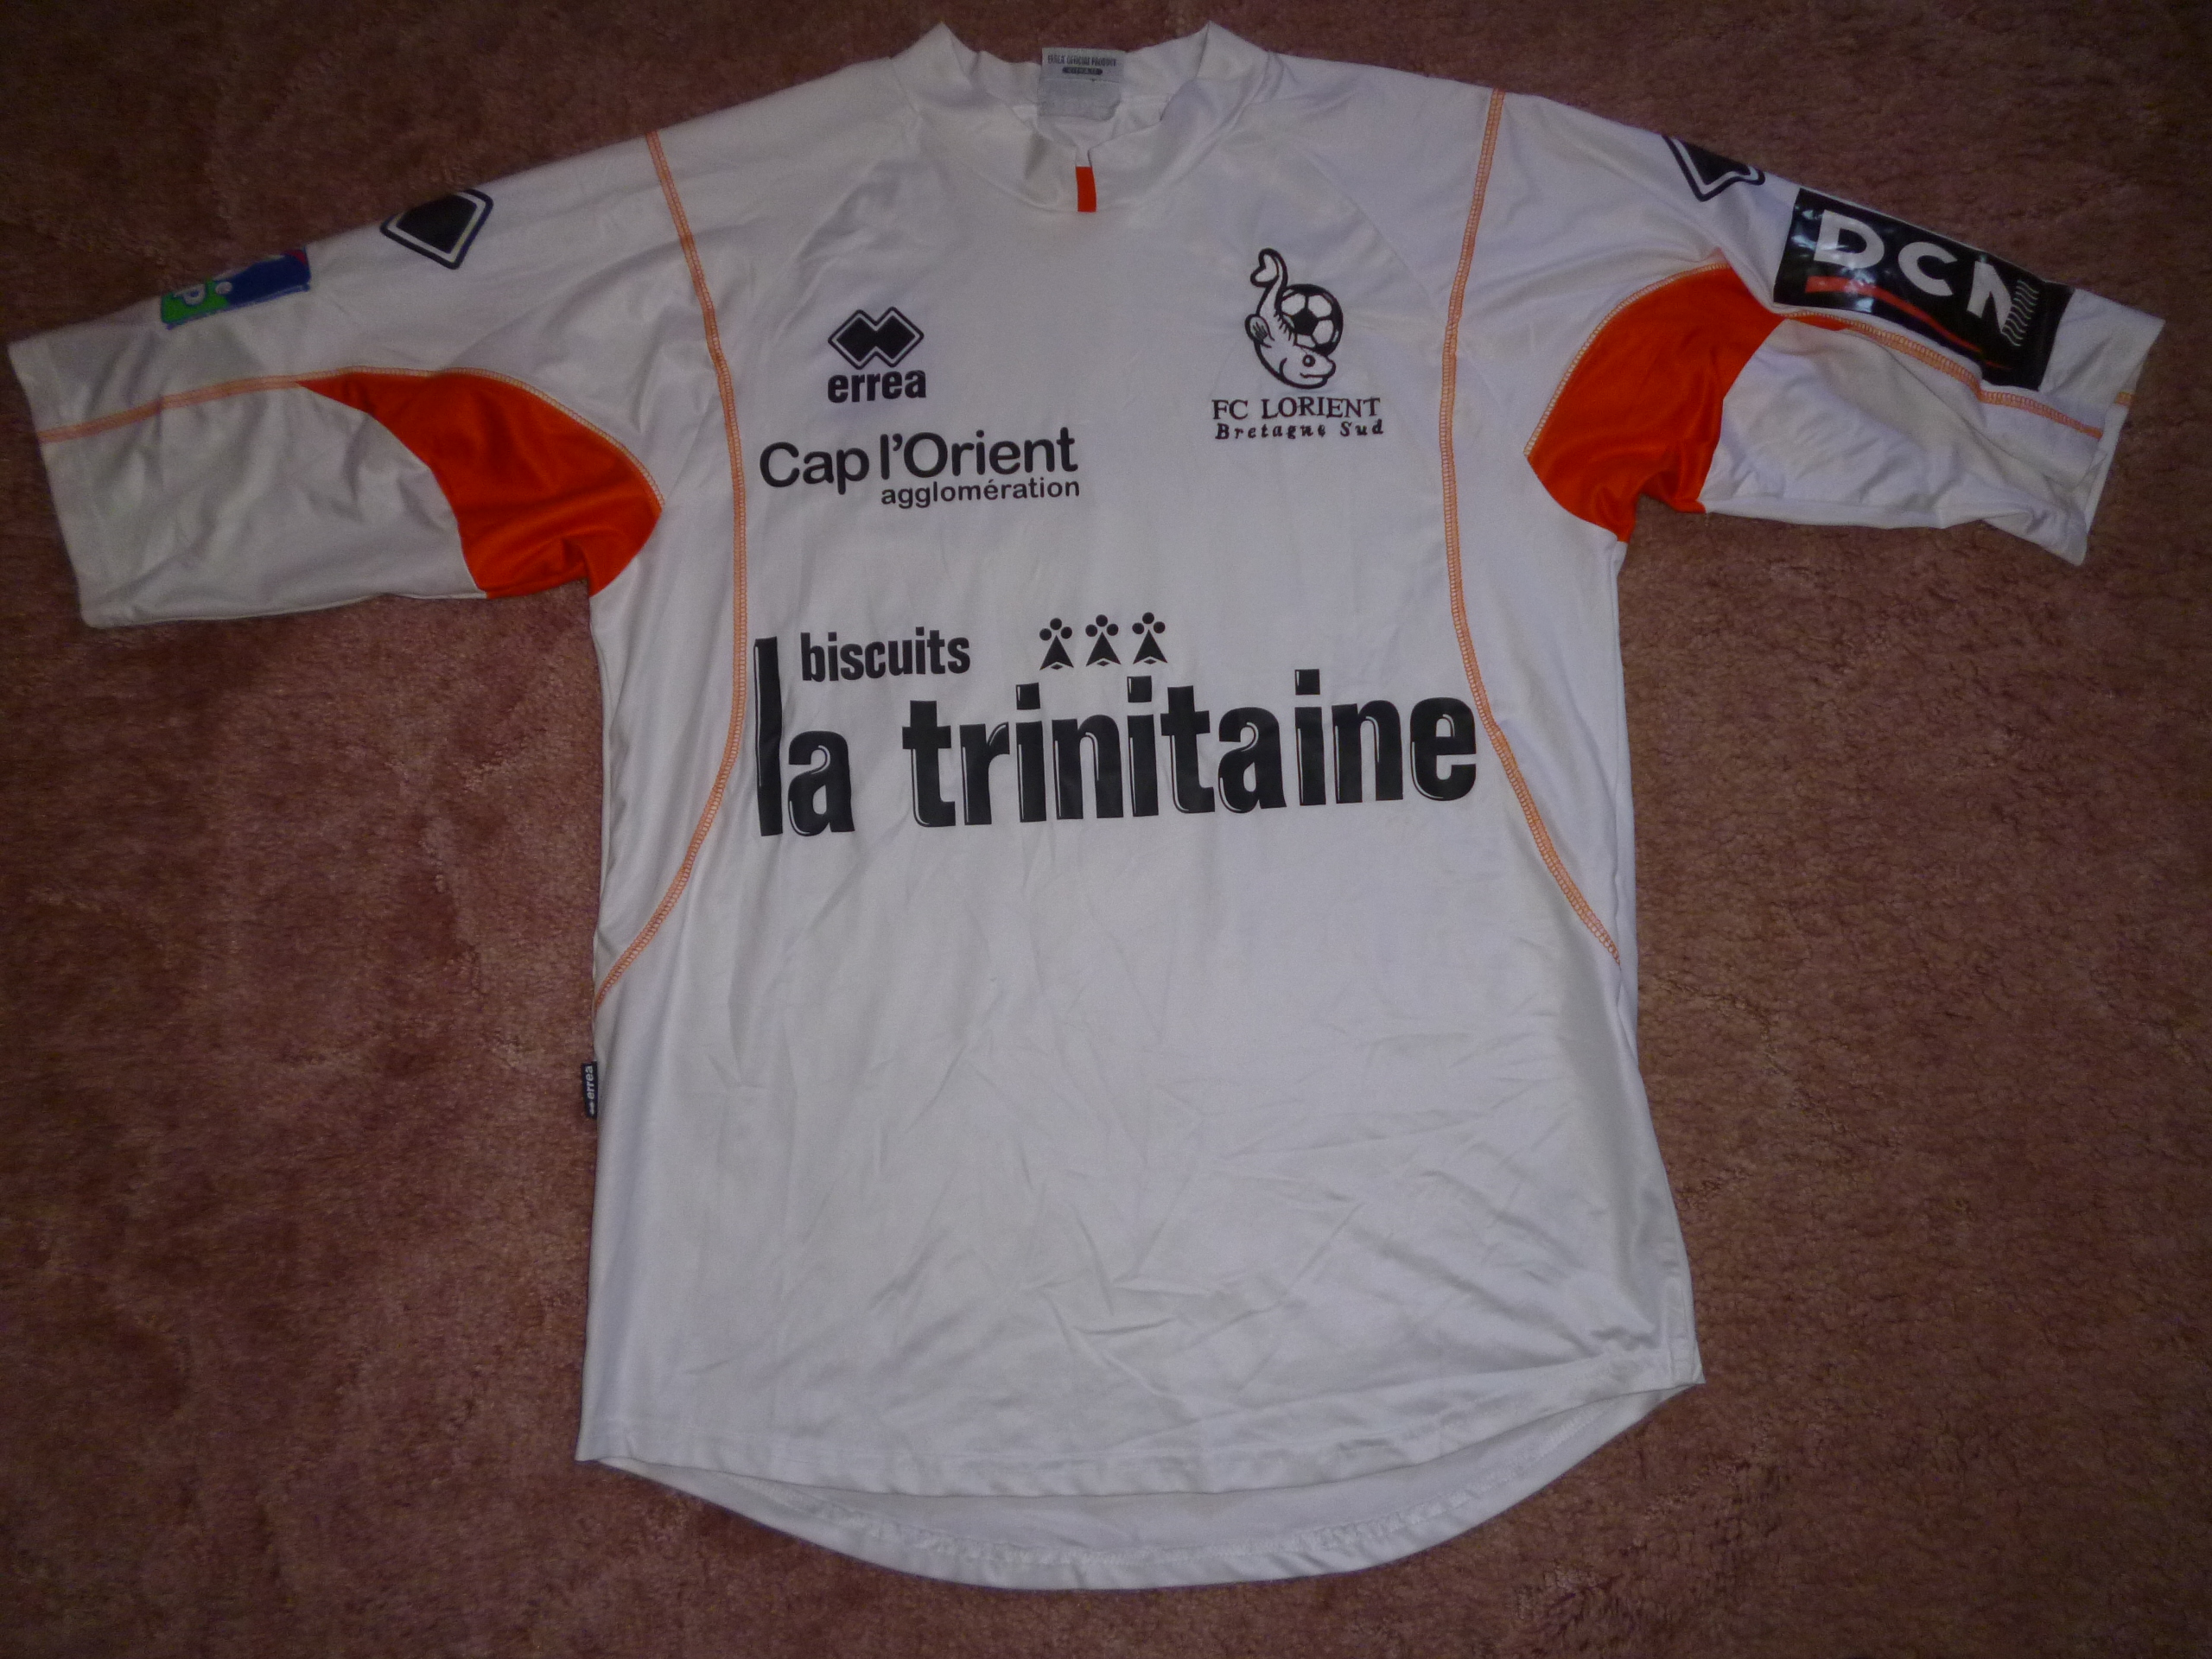 errea
FC LORIENT
Bretagne Sud
Cap l'Orient
agglomération
DCN
biscuits
la trinitaine
errea